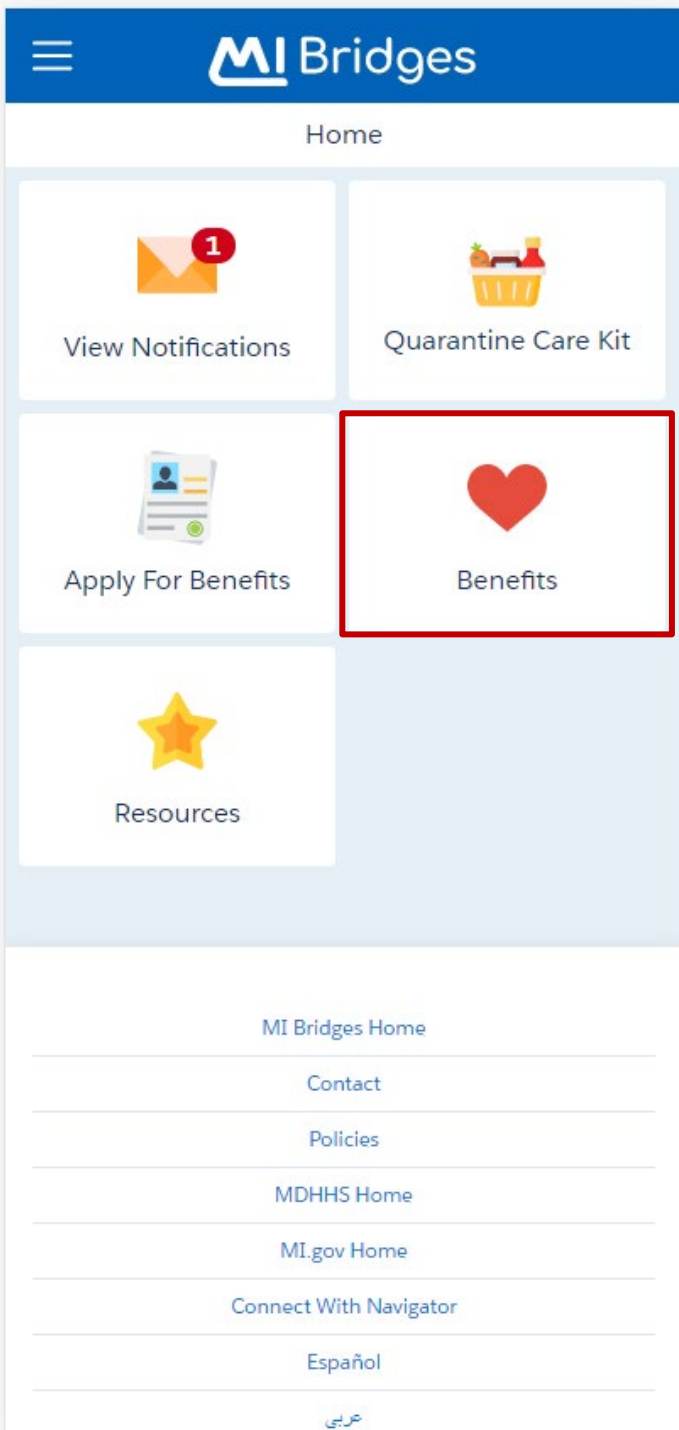 MI Bridges
Home
1
View Notifications
Quarantine Care Kit
Apply For Benefits
Benefits
Resources
MI Bridges Home
Contact
Policies
MDHHS Home
MI.gov Home
Connect With Navigator
Español
عربي